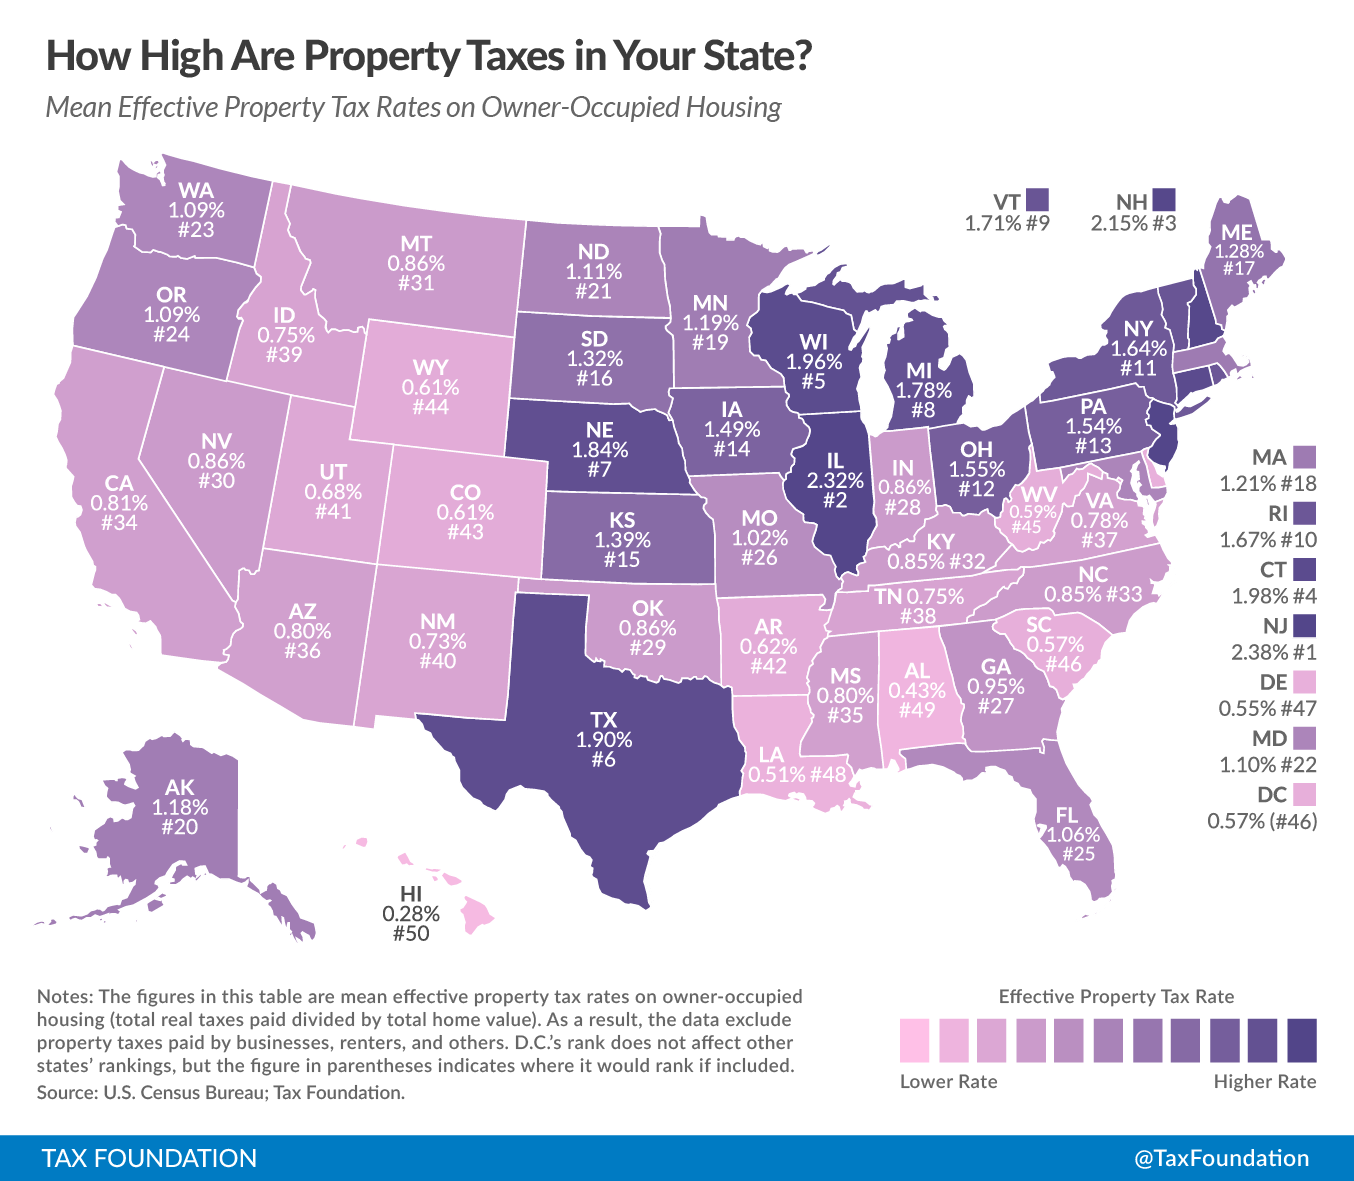 How High Are Property Taxes in Your State?
Mean Effective Property Tax Rates on Owner-Occupied Housing
WA
1.09%
#23
OR
1.09%
#24
CA
0.81%
#34
NV
0.86%
#30
ID
0.75%
#39
MT
0.86%
#31
WY
0.61%
#44
UT
0.68%
#41
CO
0.61%
#43
AZ
0.80%
#36
NM
0.73%
#40
ND
1.11%
#21
SD
1.32%
#16
NE
1.84%
#7
KS
1.39%
#15
OK
0.86%
#29
TX
1.90%
#6
MN
1.19%
#19
IA
1.49%
#14
MO
1.02%
#26
AR
0.62%
#42
LA
0.51% #48
WI
1.96%
#5
IL
2.32%
#2
MI
1.78%
#8
IN
0.86%
#28
OH
1.55%
#12
KY
0.85% #32
TN 0.75%
#38
MS
0.80%
#35
AL
0.43%
#49
GA
0.95%
#27
FL
1.06%
#25
SC
0.57%
#46
NC
0.85% #33
VA
0.78%
#37
WV
0.59%
#45
PA
1.54%
#13
NY
1.64%
#11
ME
1.28%
#17
VT
1.71% #9
NH
2.15% #3
MA
1.21% #18
RI
1.67% #10
CT
1.98% #4
NJ
2.38% #1
DE
0.55% #47
MD
1.10% #22
DC
0.57% (#46)
AK
1.18%
#20
HI
0.28%
#50
Notes: The figures in this table are mean effective property tax rates on owner-occupied
housing (total real taxes paid divided by total home value). As a result, the data exclude
property taxes paid by businesses, renters, and others. D.C.’s rank does not affect other
states’ rankings, but the figure in parentheses indicates where it would rank if included.
Source: U.S. Census Bureau; Tax Foundation.
Effective Property Tax Rate
Lower Rate
Higher Rate
TAX FOUNDATION
@TaxFoundation